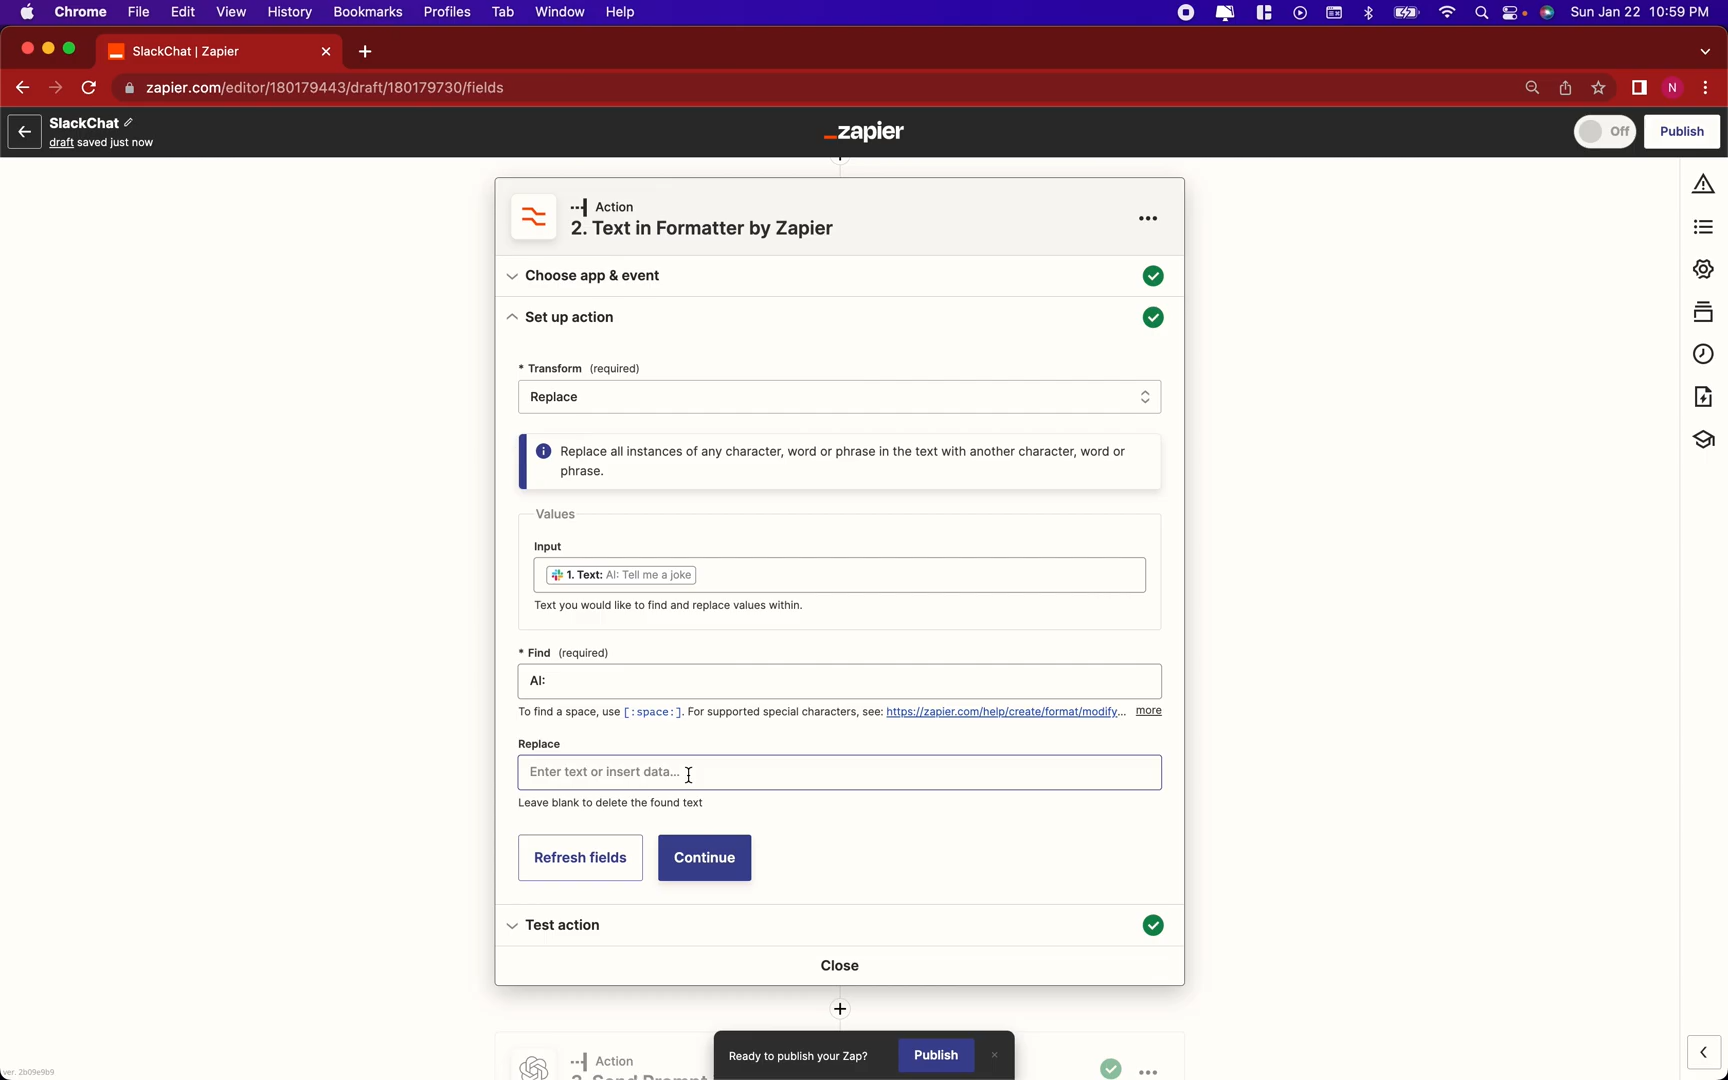 Chrome File Edit View History Bookmarks Profiles Tab Window Help Sun Jan 22 10:59 PM
SlackChat | Zapier
zapier.com/editor/180179443/draft/180179730/fields N
SlackChat
draft saved just now
_zapier
Off
Publish
Action
2. Text in Formatter by Zapier
Choose app & event
Set up action
* Transform (required)
Replace
Replace all instances of any character, word or phrase in the text with another character, word or
phrase.
Values
Input
1. Text: AI: Tell me a joke
Text you would like to find and replace values within.
* Find (required)
AI:
To find a space, use [:space:]. For supported special characters, see: https://zapier.com/help/create/format/modify... more
Replace
Enter text or insert data...
Leave blank to delete the found text
Refresh fields Continue
Test action
Close
Action
Ready to publish your Zap? Publish
ver. 2b09e9b9